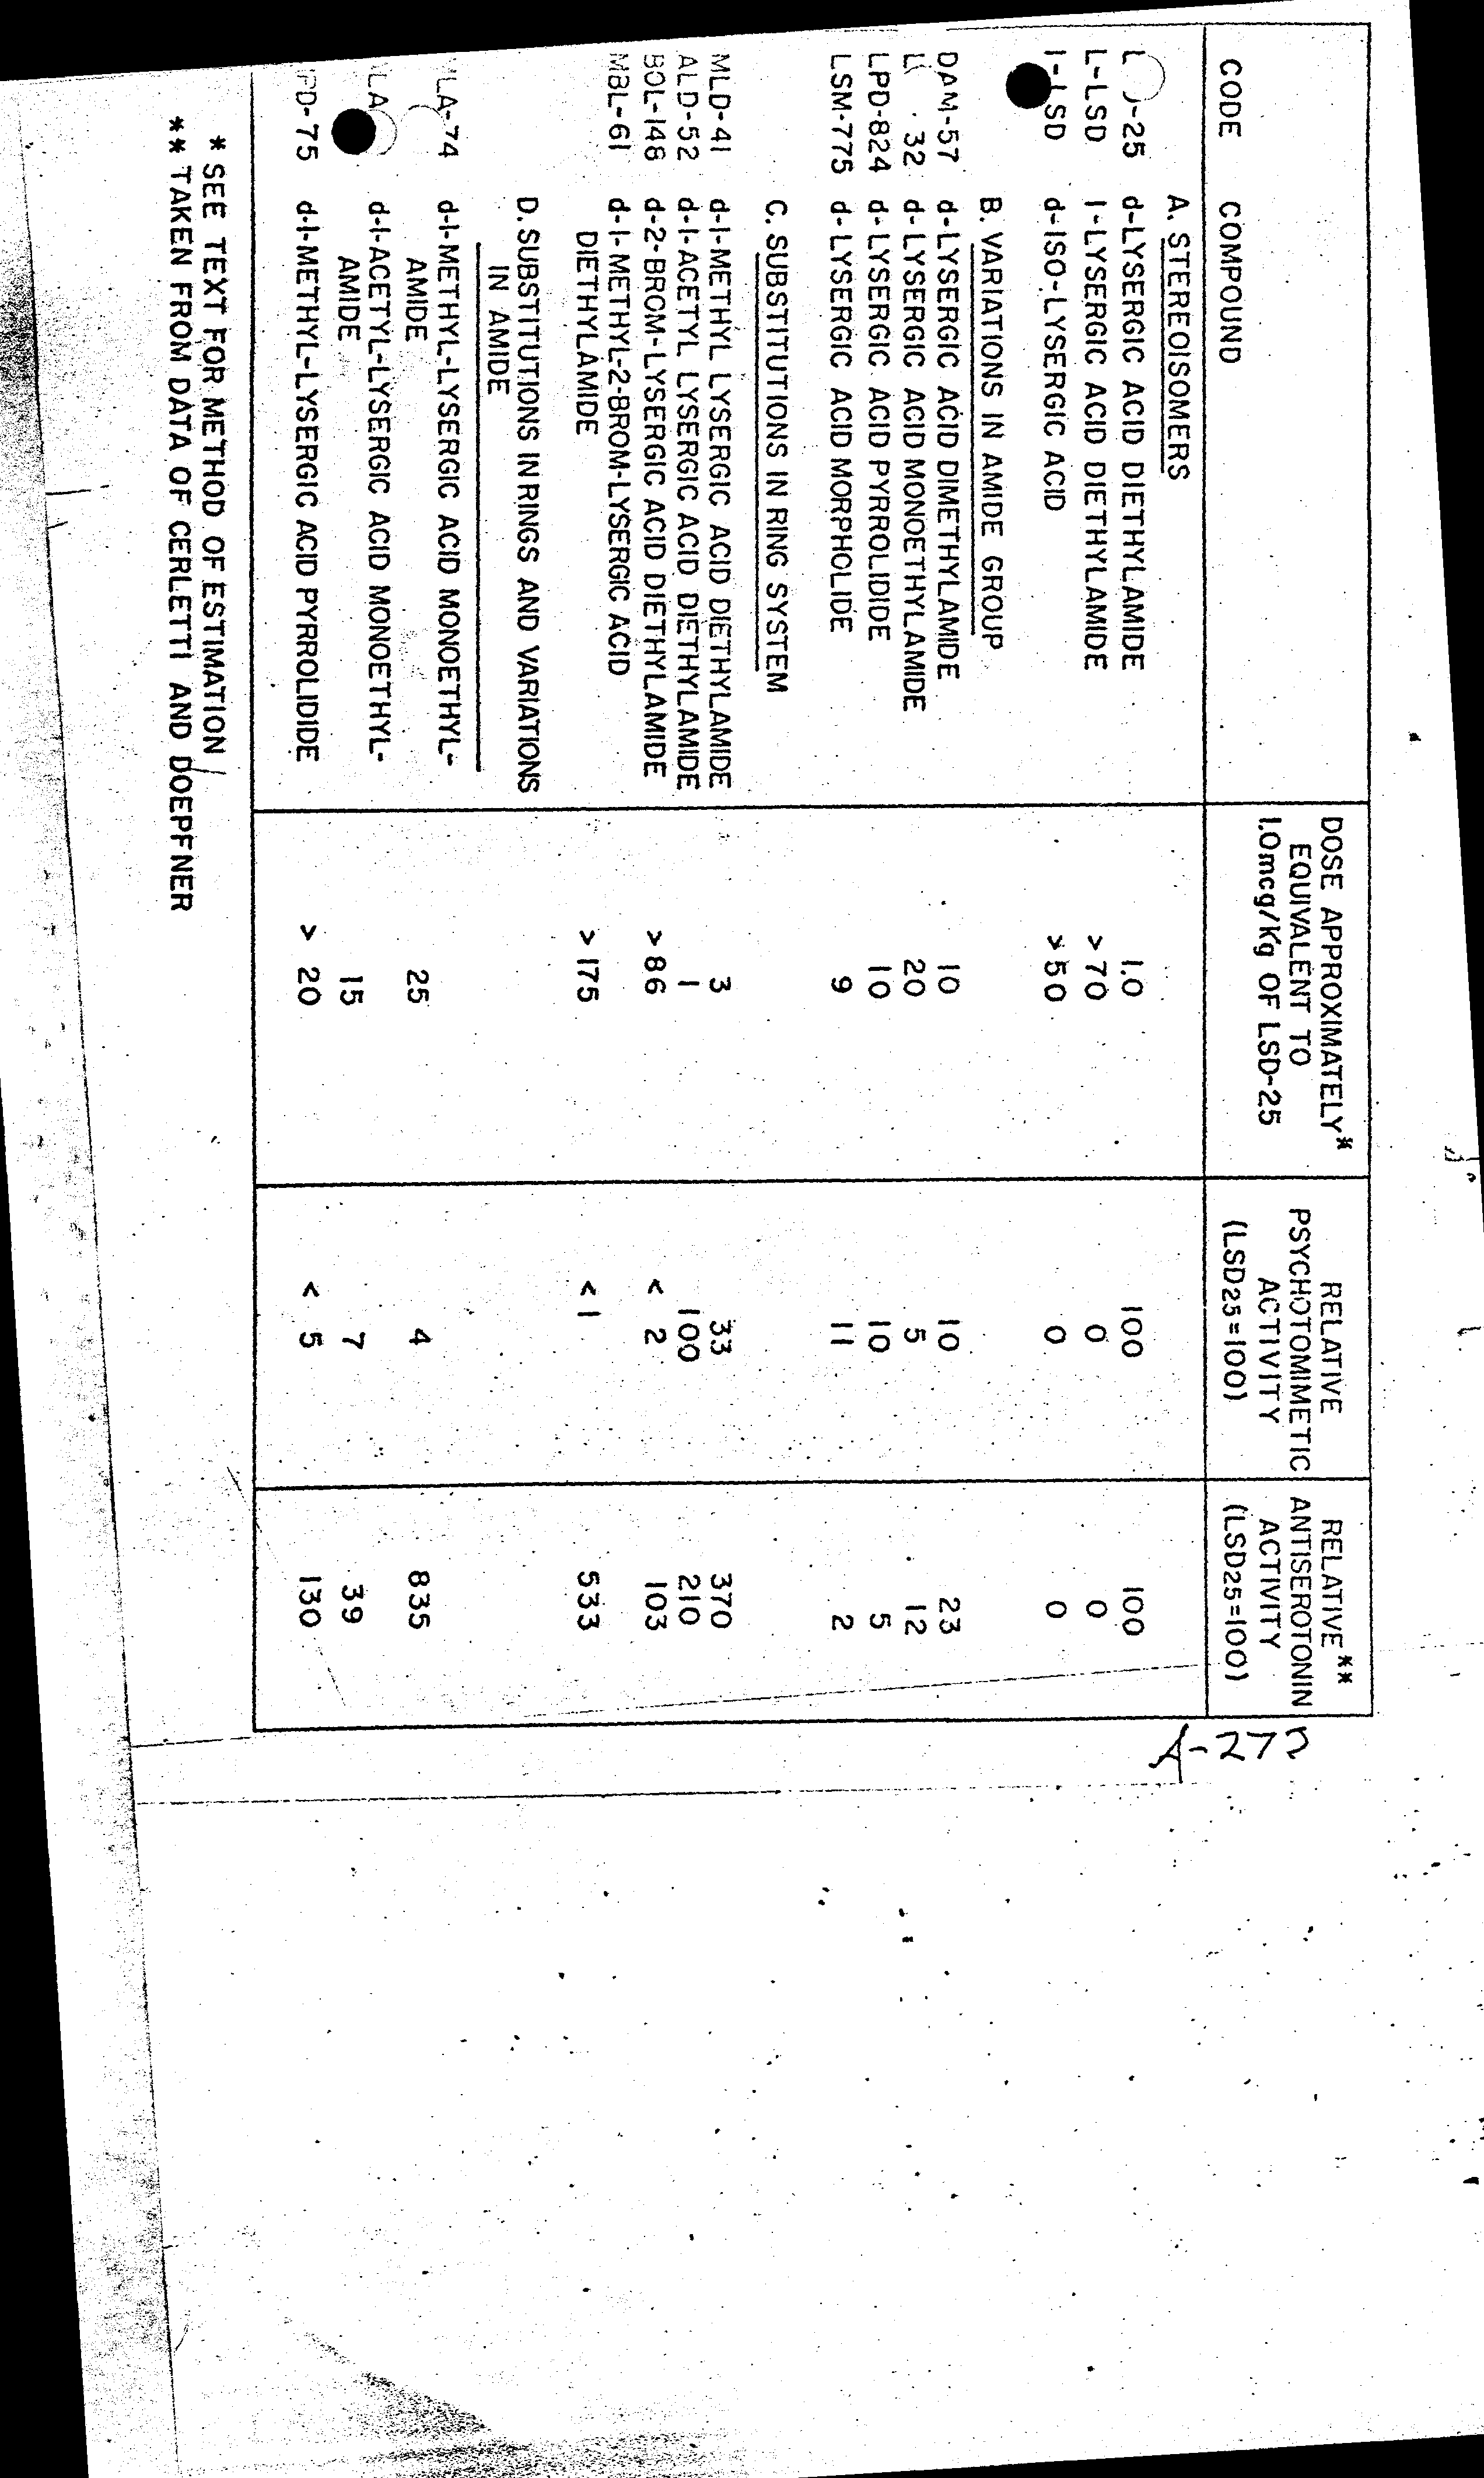 A-272
CODE COMPOUND DOSE APPROXIMATELY* EQUIVALENT TO 1.0mcg/Kg OF LSD-25 RELATIVE PSYCHOTOMIMETIC ACTIVITY (LSD25=100) RELATIVE** ANTISEROTONIN ACTIVITY (LSD25=100)
A. STEREOISOMERS
-25 d-LYSERGIC ACID DIETHYLAMIDE 1.0 100 100
L-LSD l-LYSERGIC ACID DIETHYLAMIDE >70 0 0
I-LSD d-ISO-LYSERGIC ACID >50 0 0
B. VARIATIONS IN AMIDE GROUP
DAM-57 d-LYSERGIC ACID DIMETHYLAMIDE 10 10 23
32 d-LYSERGIC ACID MONOETHYLAMIDE 20 5 12
LPD-824 d-LYSERGIC ACID PYRROLIDIDE 10 10 5
LSM-775 d-LYSERGIC ACID MORPHOLIDE 9 11 2
C. SUBSTITUTIONS IN RING SYSTEM
MLD-41 d-1-METHYL LYSERGIC ACID DIETHYLAMIDE 3 33 370
ALD-52 d-1-ACETYL LYSERGIC ACID DIETHYLAMIDE 1 100 210
BOL-148 d-2-BROM-LYSERGIC ACID DIETHYLAMIDE >86 < 2 103
MBL-61 d-1-METHYL-2-BROM-LYSERGIC ACID
DIETHYLAMIDE >175 <1 533
D. SUBSTITUTIONS IN RINGS AND VARIATIONS
IN AMIDE
LA-74 d-1-METHYL-LYSERGIC ACID MONOETHYL-
AMIDE 25 4 835
LA d-1-ACETYL-LYSERGIC ACID MONOETHYL-
AMIDE 15 7 39
PD-75 d-1-METHYL-LYSERGIC ACID PYRROLIDIDE > 20 < 5 130
* SEE TEXT FOR METHOD OF ESTIMATION
** TAKEN FROM DATA OF CERLETTI AND DOEPFNER